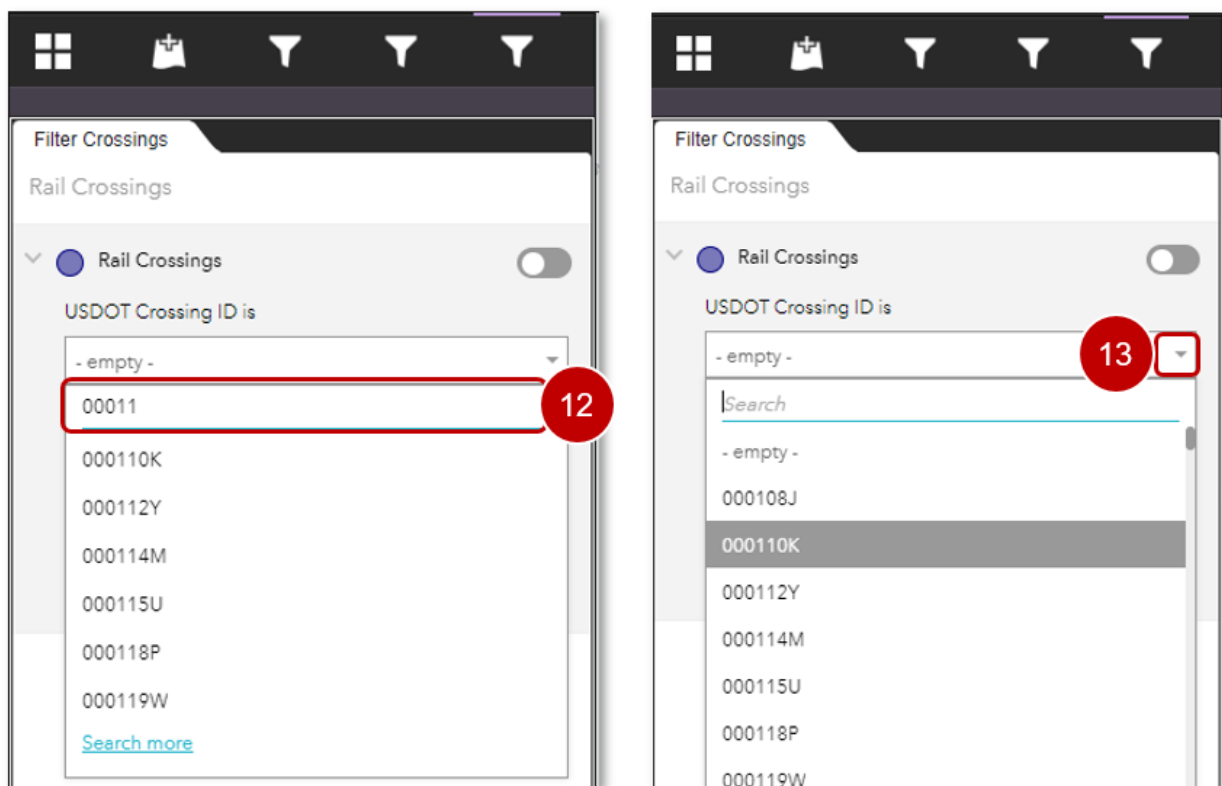 Filter Crossings
Rail Crossings
Rail Crossings
USDOT Crossing ID is
- empty -
00011
12
000110K
000112Y
000114M
000115U
000118P
000119W
Search more
Filter Crossings
Rail Crossings
Rail Crossings
USDOT Crossing ID is
- empty -
13
Search
- empty -
000108J
000110K
000112Y
000114M
000115U
000118P
000119W